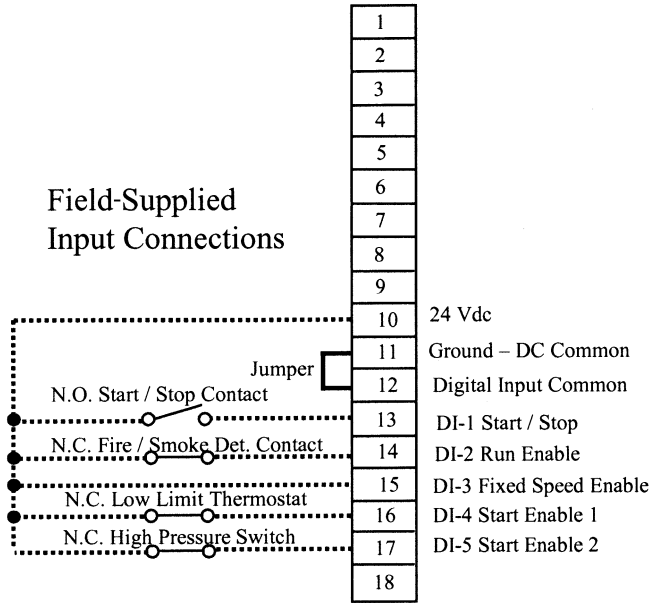 1
2
3
4
5
6
7
8
9
10 24 Vdc
11 Ground – DC Common
12 Digital Input Common
13 DI-1 Start / Stop
14 DI-2 Run Enable
15 DI-3 Fixed Speed Enable
16 DI-4 Start Enable 1
17 DI-5 Start Enable 2
18
Field-Supplied
Input Connections
Jumper
N.O. Start / Stop Contact
N.C. Fire / Smoke Det. Contact
N.C. Low Limit Thermostat
N.C. High Pressure Switch